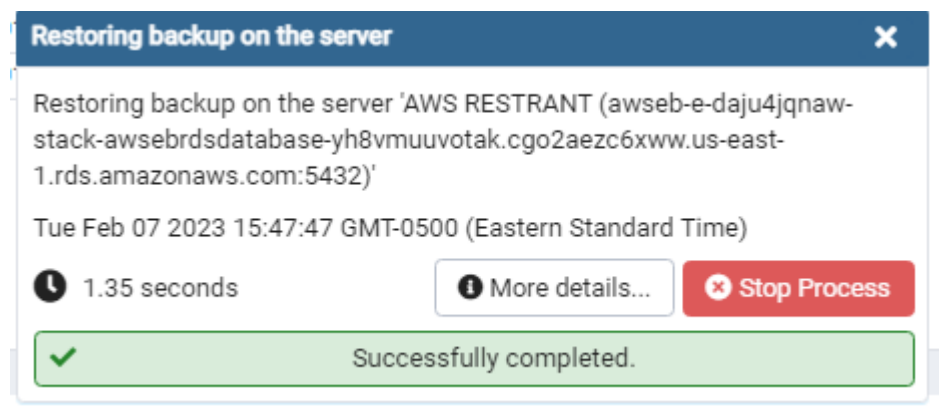 Restoring backup on the server
Restoring backup on the server 'AWS RESTRANT (awseb-e-daju4jqnaw-
stack-awsebrdsdatabase-yh8vmuuvotak.cgo2aezc6xww.us-east-
1.rds.amazonaws.com:5432)'
Tue Feb 07 2023 15:47:47 GMT-0500 (Eastern Standard Time)
1.35 seconds
More details...
Stop Process
Successfully completed.